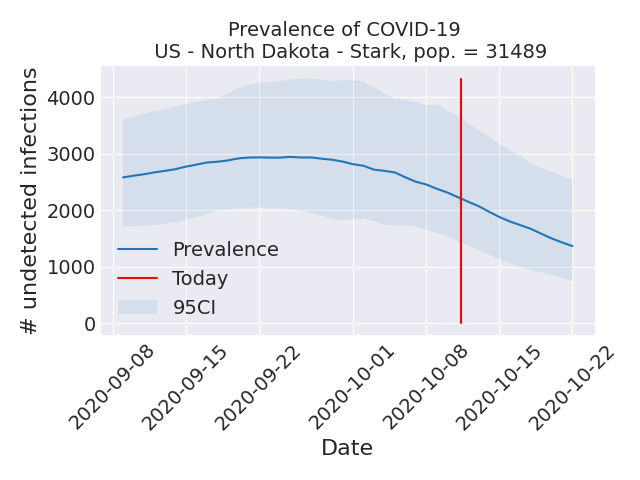 Prevalence of COVID-19
US - North Dakota - Stark, pop. = 31489
# undetected infections
4000
3000
2000
1000
0
Prevalence
Today
95CI
2020-09-08
2020-09-15
2020-09-22
2020-10-01
2020-10-08
2020-10-15
2020-10-22
Date